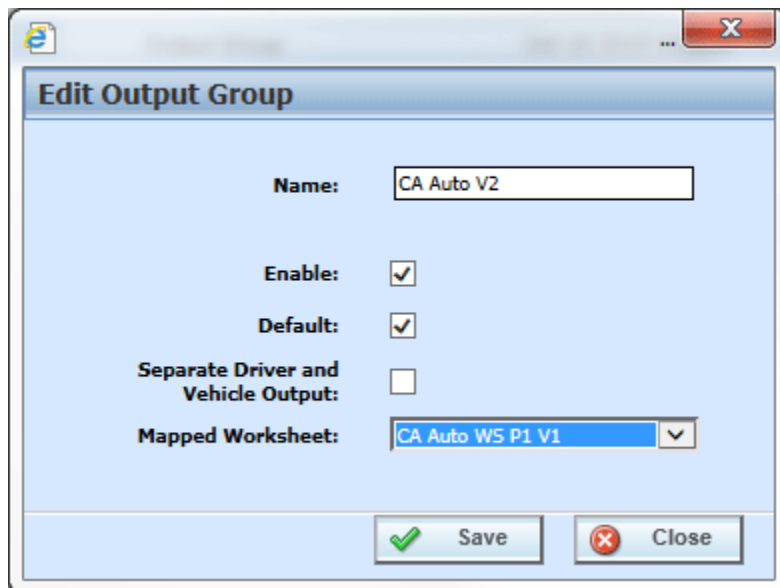 ...
X
Edit Output Group
Name: CA Auto V2
Enable:
Default:
Separate Driver and
Vehicle Output:
Mapped Worksheet: CA Auto WS P1 V1
Save Close